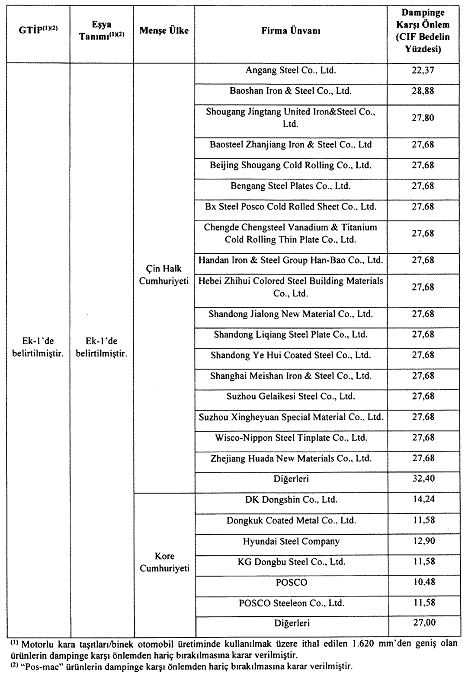 GTİP(1)(2)
Eşya
Tanımı(1)(2)
Menşe Ülke
Firma Ünvanı
Dampinge
Karşı Önlem
(CIF Bedelin
Yüzdesi)
Ek-1'de
belirtilmiştir.
Ek-1'de
belirtilmiştir.
Çin Halk
Cumhuriyeti
Angang Steel Co., Ltd. 22,37
Baoshan Iron & Steel Co., Ltd. 28,88
Shougang Jingtang United Iron&Steel Co.,
Ltd. 27,80
Baosteel Zhanjiang Iron & Steel Co., Ltd 27,68
Beijing Shougang Cold Rolling Co., Ltd. 27,68
Bengang Steel Plates Co., Ltd. 27,68
Bx Steel Posco Cold Rolled Sheet Co., Ltd. 27,68
Chengde Chengsteel Vanadium & Titanium
Cold Rolling Thin Plate Co., Ltd. 27,68
Handan Iron & Steel Group Han-Bao Co., Ltd. 27,68
Hebei Zhihui Colored Steel Building Materials
Co., Ltd. 27,68
Shandong Jialong New Material Co., Ltd. 27,68
Shandong Liqiang Steel Plate Co., Ltd. 27,68
Shandong Ye Hui Coated Steel Co., Ltd. 27,68
Shanghai Meishan Iron & Steel Co., Ltd. 27,68
Suzhou Gelaikesi Steel Co., Ltd. 27,68
Suzhou Xingheyuan Special Material Co., Ltd. 27,68
Wisco-Nippon Steel Tinplate Co., Ltd. 27,68
Zhejiang Huada New Materials Co., Ltd. 27,68
Diğerleri 32,40
Kore
Cumhuriyeti
DK Dongshin Co., Ltd. 14,24
Dongkuk Coated Metal Co., Ltd. 11,58
Hyundai Steel Company 12,90
KG Dongbu Steel Co., Ltd. 11,58
POSCO 10,48
POSCO Steeleon Co., Ltd. 11,58
Diğerleri 27,00
(1) Motorlu kara taşıtları/binek otomobil üretiminde kullanılmak üzere ithal edilen 1.620 mm'den geniş olan
ürünlerin dampinge karşı önlemden hariç bırakılmasına karar verilmiştir.
(2) "Pos-mac" ürünlerin dampinge karşı önlemden hariç bırakılmasına karar verilmiştir.